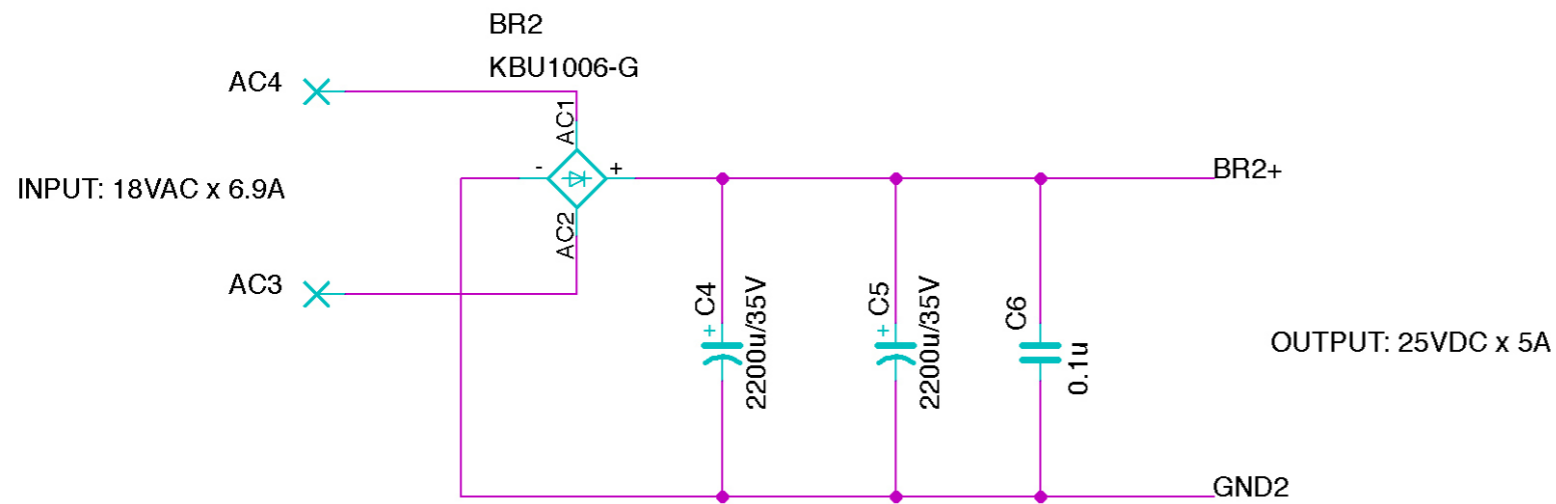 BR2
KBU1006-G
AC4
AC1
- +
BR2+
INPUT: 18VAC x 6.9A
AC2
AC3
+ C4
2200u/35V
+ C5
2200u/35V
C6
0.1u
OUTPUT: 25VDC x 5A
GND2